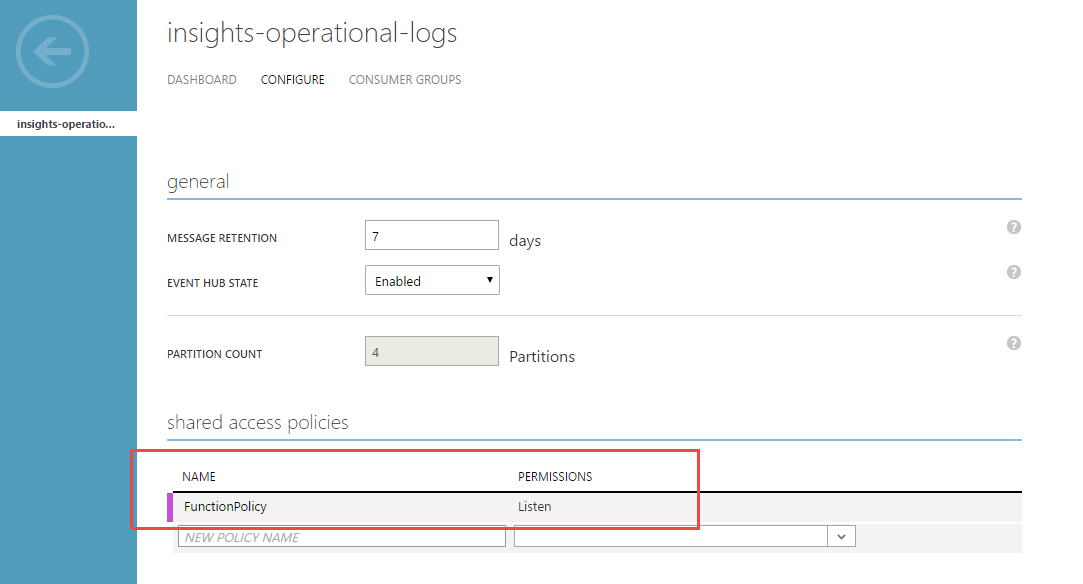 insights-operational-logs
DASHBOARD CONFIGURE CONSUMER GROUPS
insights-operatio...
general
MESSAGE RETENTION 7 days ?
EVENT HUB STATE Enabled ?
PARTITION COUNT 4 Partitions ?
shared access policies
NAME PERMISSIONS
FunctionPolicy Listen
NEW POLICY NAME